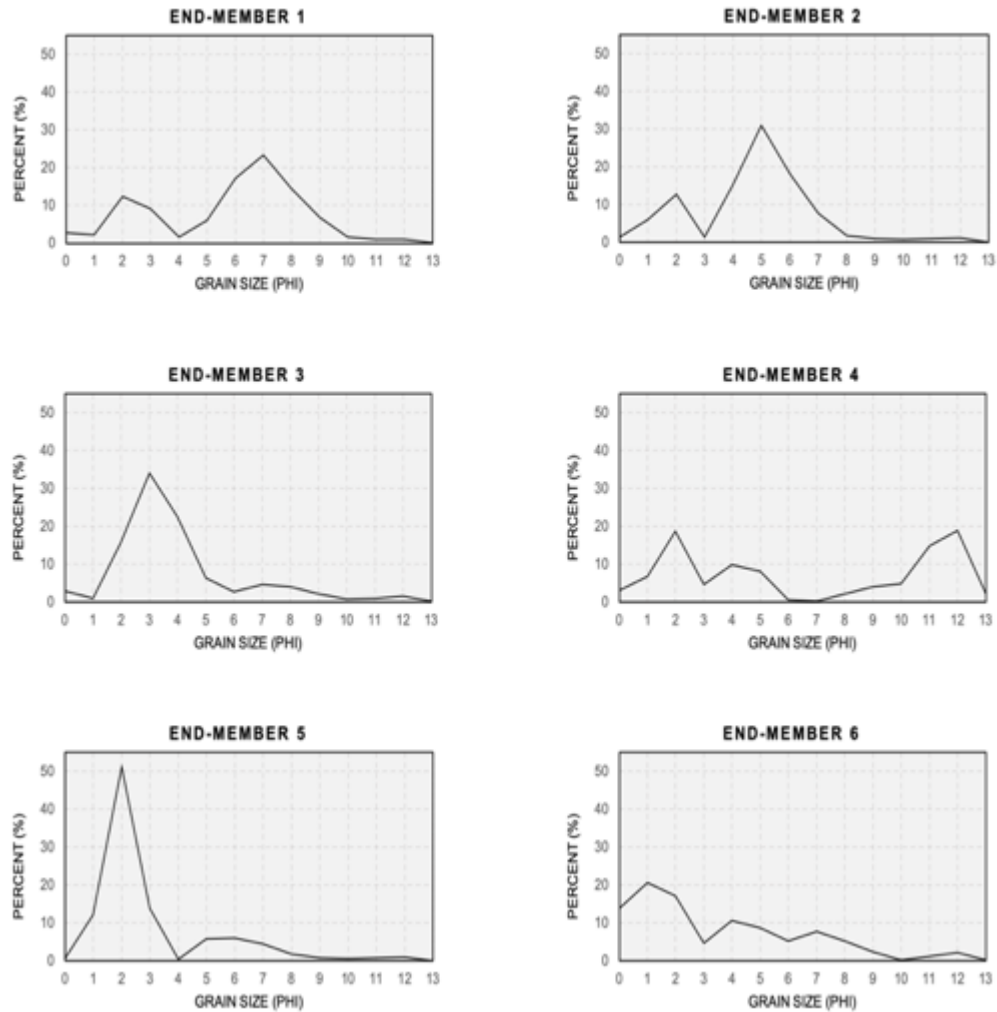 END-MEMBER 1
PERCENT (%)
50
40
30
20
10
0
0 1 2 3 4 5 6 7 8 9 10 11 12 13
GRAIN SIZE (PHI)
END-MEMBER 2
PERCENT (%)
50
40
30
20
10
0
0 1 2 3 4 5 6 7 8 9 10 11 12 13
GRAIN SIZE (PHI)
END-MEMBER 3
PERCENT (%)
50
40
30
20
10
0
0 1 2 3 4 5 6 7 8 9 10 11 12 13
GRAIN SIZE (PHI)
END-MEMBER 4
PERCENT (%)
50
40
30
20
10
0
0 1 2 3 4 5 6 7 8 9 10 11 12 13
GRAIN SIZE (PHI)
END-MEMBER 5
PERCENT (%)
50
40
30
20
10
0
0 1 2 3 4 5 6 7 8 9 10 11 12 13
GRAIN SIZE (PHI)
END-MEMBER 6
PERCENT (%)
50
40
30
20
10
0
0 1 2 3 4 5 6 7 8 9 10 11 12 13
GRAIN SIZE (PHI)